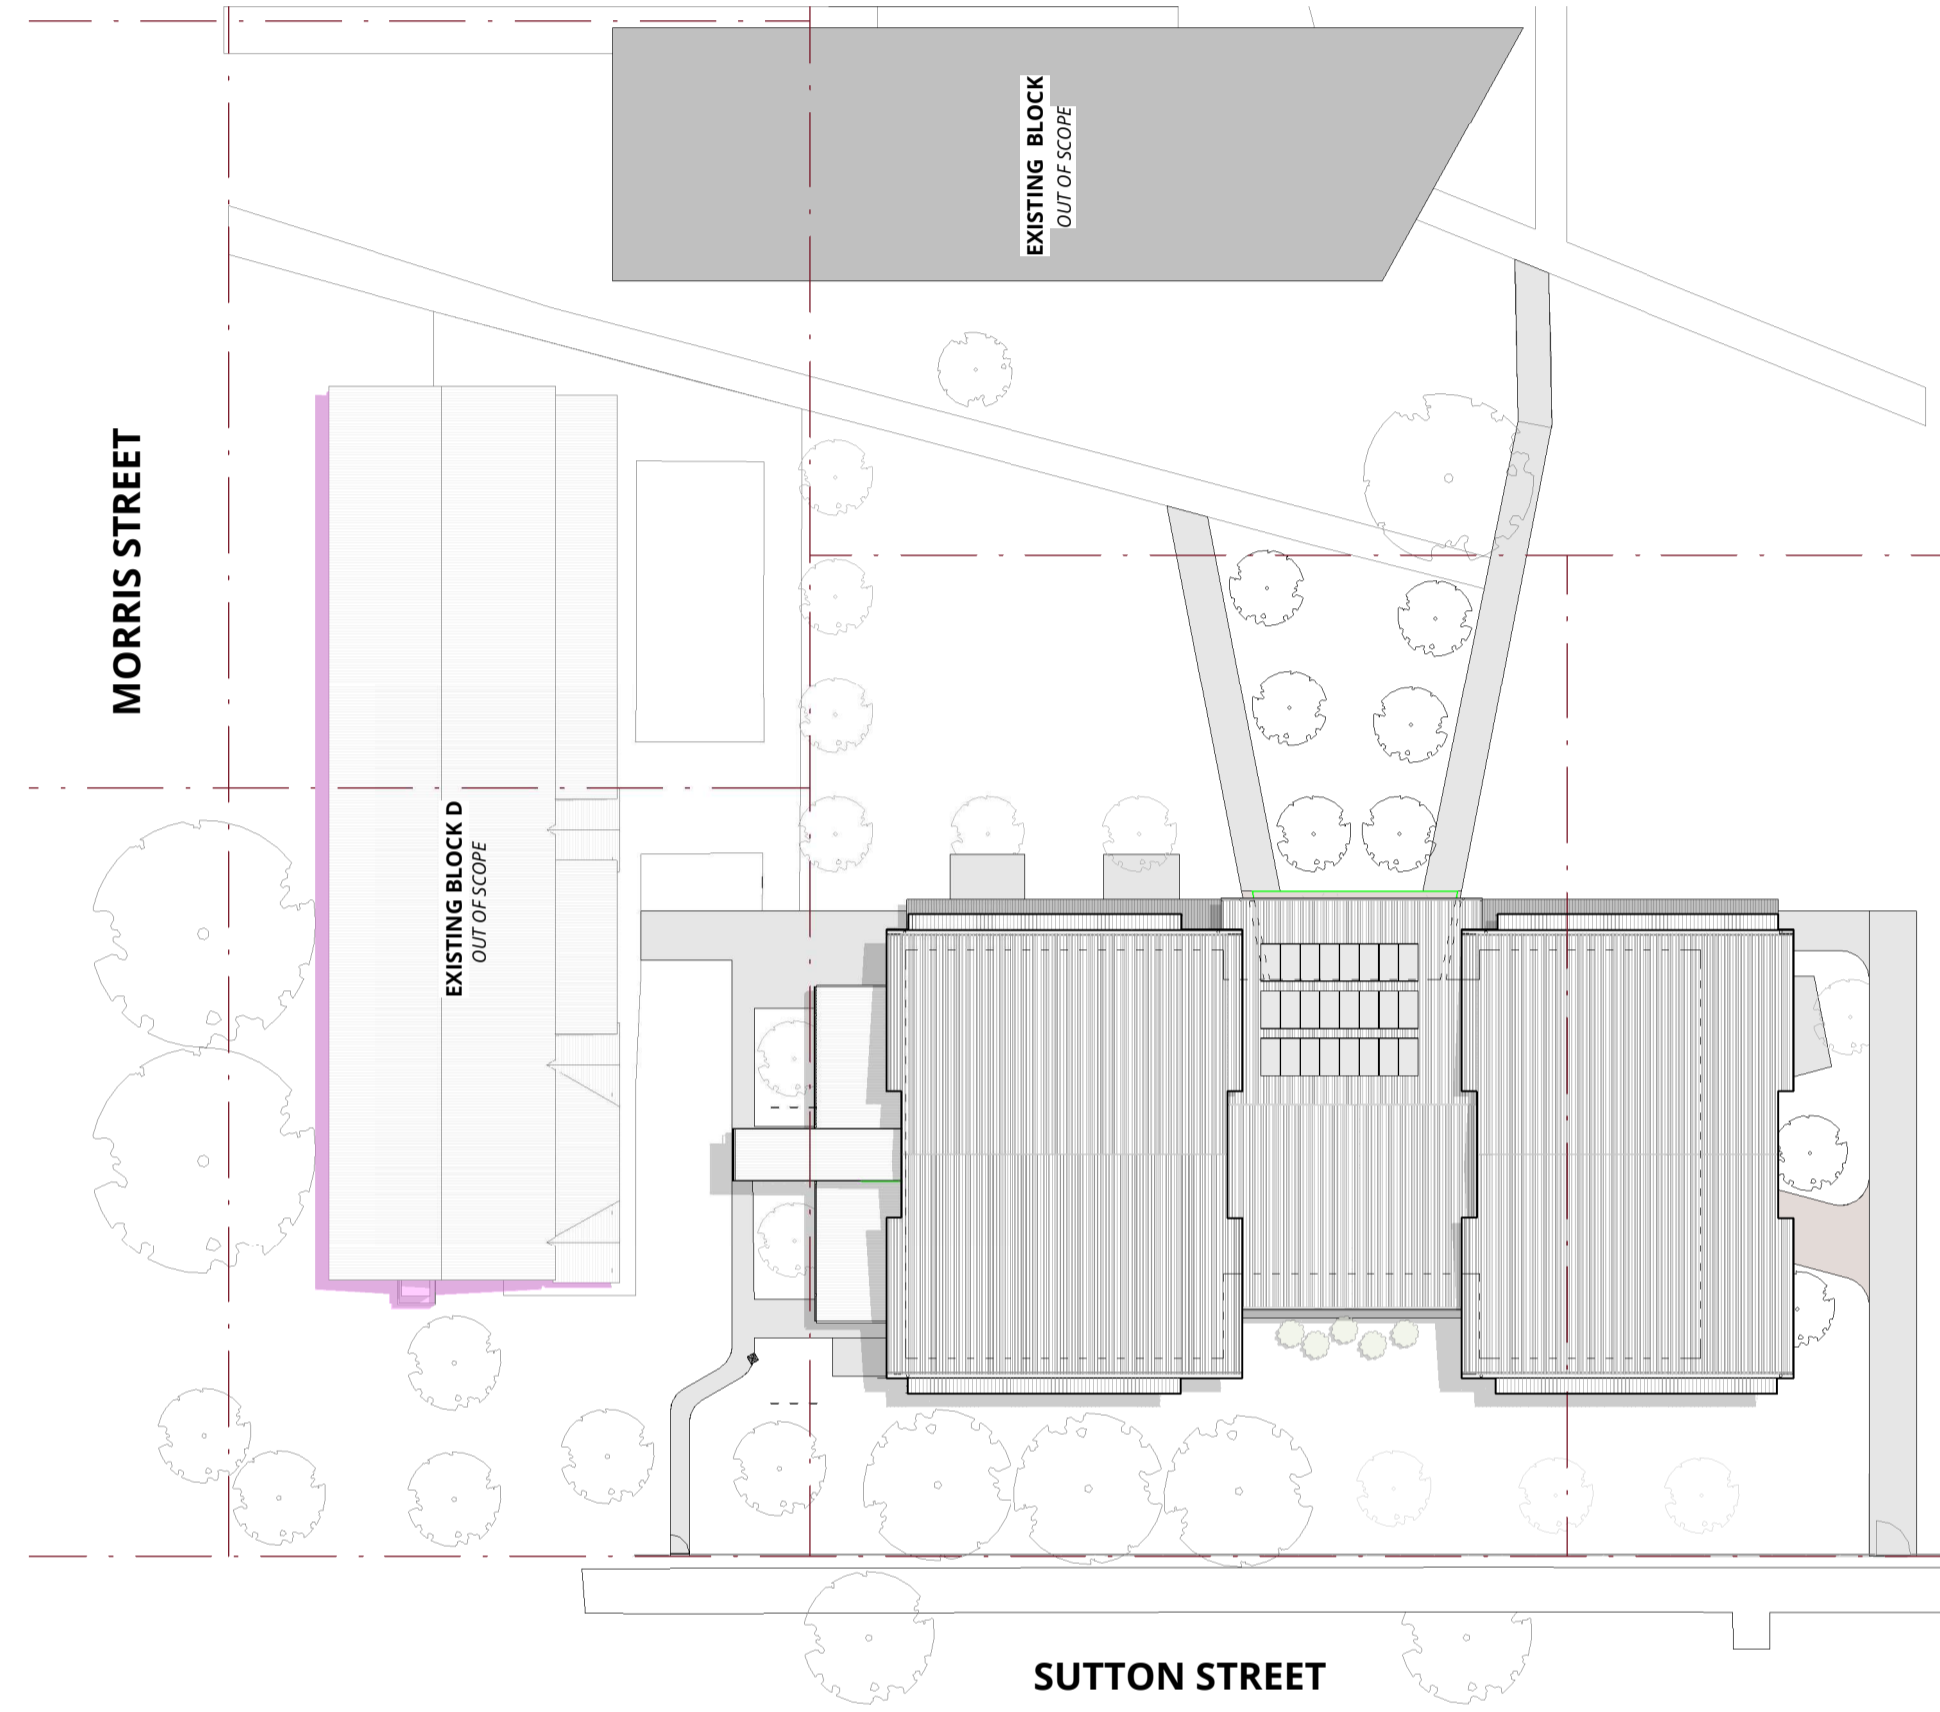 EXISTING BLOCK
OUT OF SCOPE
MORRIS STREET
EXISTING BLOCK D
OUT OF SCOPE
SUTTON STREET